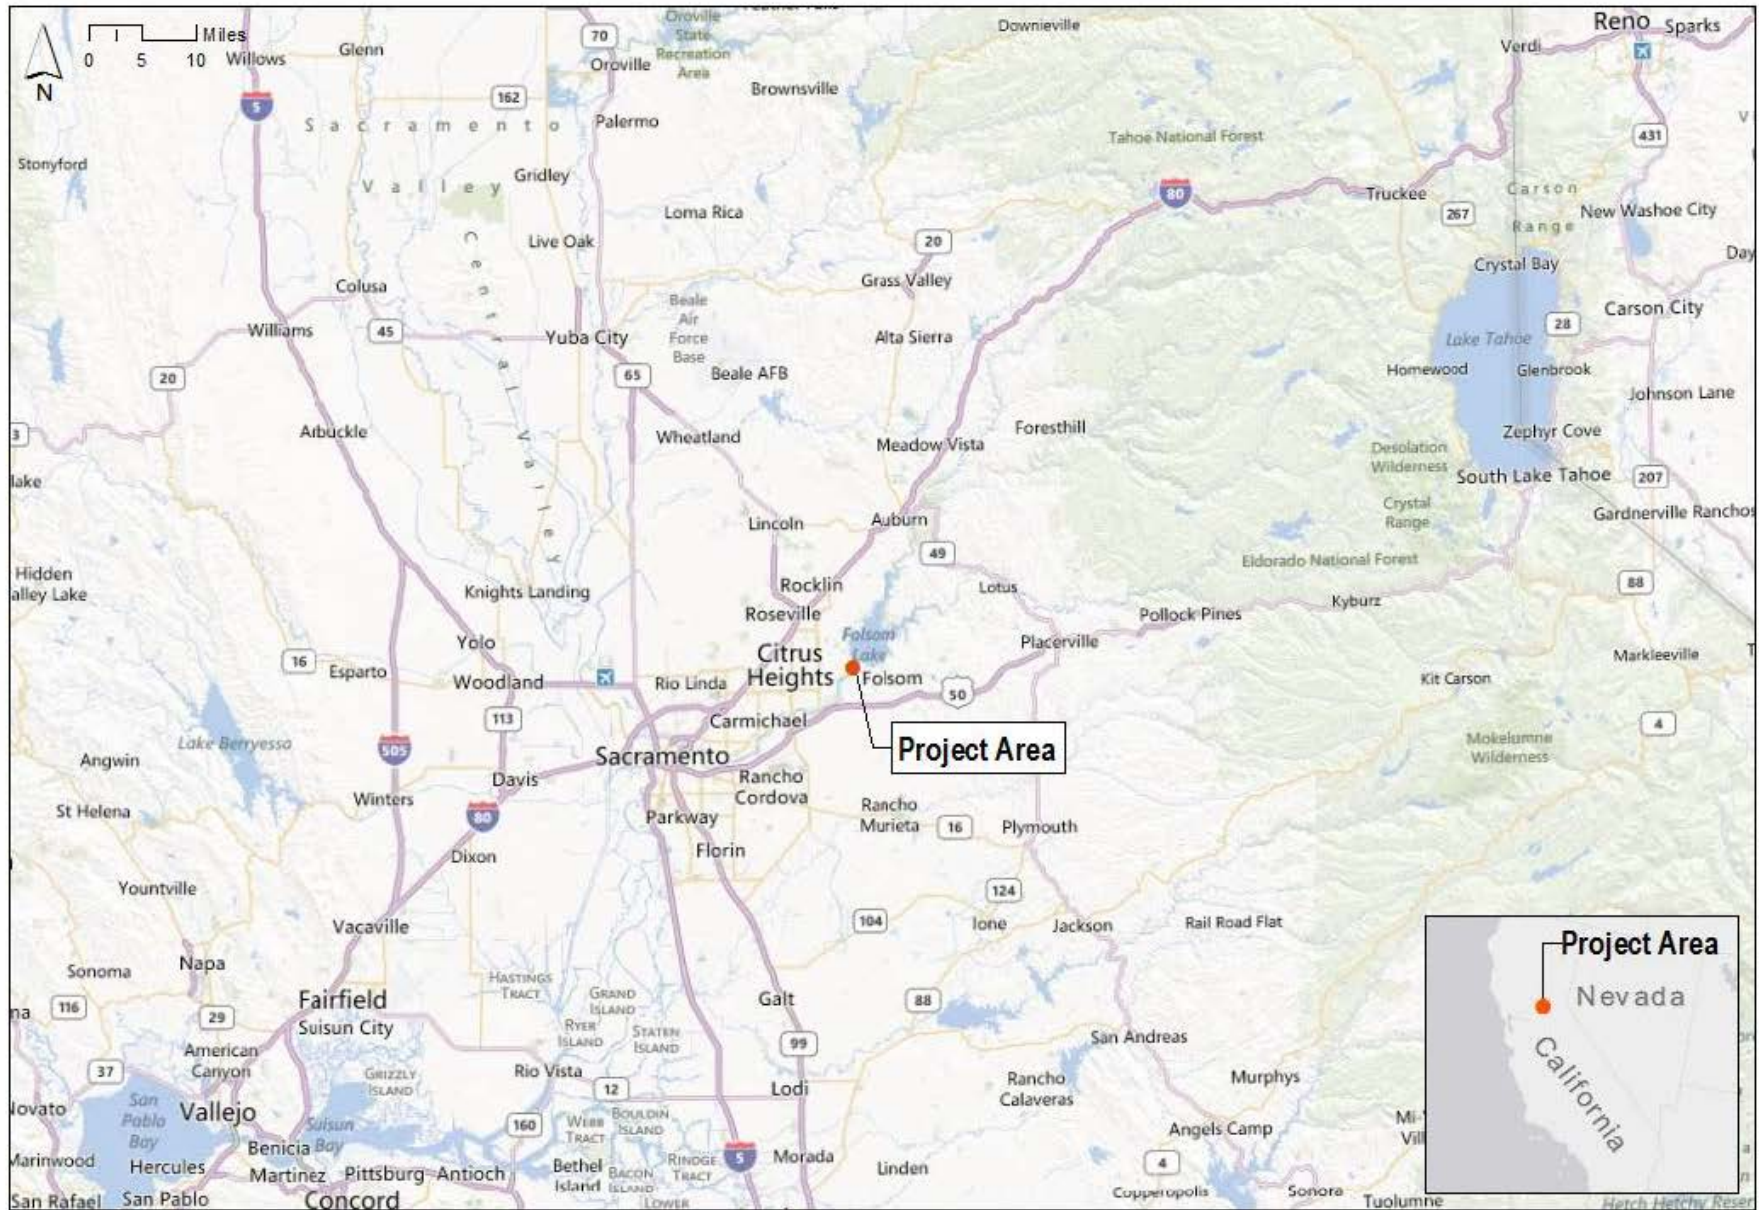 Oroville
State
Recreation
Area
Downieville
Reno
Sparks
Verdi
Miles
0 5 10
N
Willows
Glenn
70
Oroville
Brownsville
5
162
Palermo
Sacramento
Valley
Tahoe National Forest
431
Stonyford
Gridley
Loma Rica
80
Truckee
Carson
Range
267
New Washoe City
Live Oak
20
Grass Valley
Crystal Bay
Day
Central Valley
Colusa
Beale
Air
Force
Base
Carson City
Williams
45
Yuba City
Alta Sierra
28
Lake Tahoe
20
65
Beale AFB
Homewood
Glenbrook
Johnson Lane
3
Arbuckle
Wheatland
Meadow Vista
Foresthill
Zephyr Cove
Desolation
Wilderness
lake
South Lake Tahoe
207
Crystal
Range
Gardnerville Ranchos
Lincoln
Auburn
49
Eldorado National Forest
Hidden
alley Lake
Knights Landing
Rocklin
Roseville
Lotus
88
Kyburz
Pollock Pines
Yolo
Folsom
Lake
Placerville
Citrus
Heights
16
Esparto
Woodland
Rio Linda
Folsom
50
Kit Carson
Markleeville
T
113
Carmichael
4
Project Area
Lake Berryessa
505
Sacramento
Mokelumne
Wilderness
Angwin
Davis
Rancho
Cordova
St Helena
Winters
80
Parkway
Rancho
Murieta
16
Plymouth
Dixon
Florin
Yountville
124
Vacaville
104
Ione
Jackson
Rail Road Flat
Sonoma
Napa
Hastings
Tract
Grand
Island
Galt
88
Project Area
Nevada
California
na
116
29
Fairfield
Suisun City
Ryer
Island
Staten
Island
99
San Andreas
37
American
Canyon
Grizzly
Island
Rio Vista
12
Lodi
Rancho
Calaveras
Murphys
Novato
San
Pablo
Bay
Vallejo
Suisun
Bay
160
Webb
Tract
Bouldin
Island
Angels Camp
Mi-
Vill
Marinwood
Hercules
Benicia
Martinez
Pittsburg
Antioch
Bethel
Island
Bacon
Island
Rindge
Tract
5
Morada
Linden
4
San Rafael
San Pablo
Concord
Lower
Copperopolis
Sonora
Tuolumne
Hetch Hetchy Reser